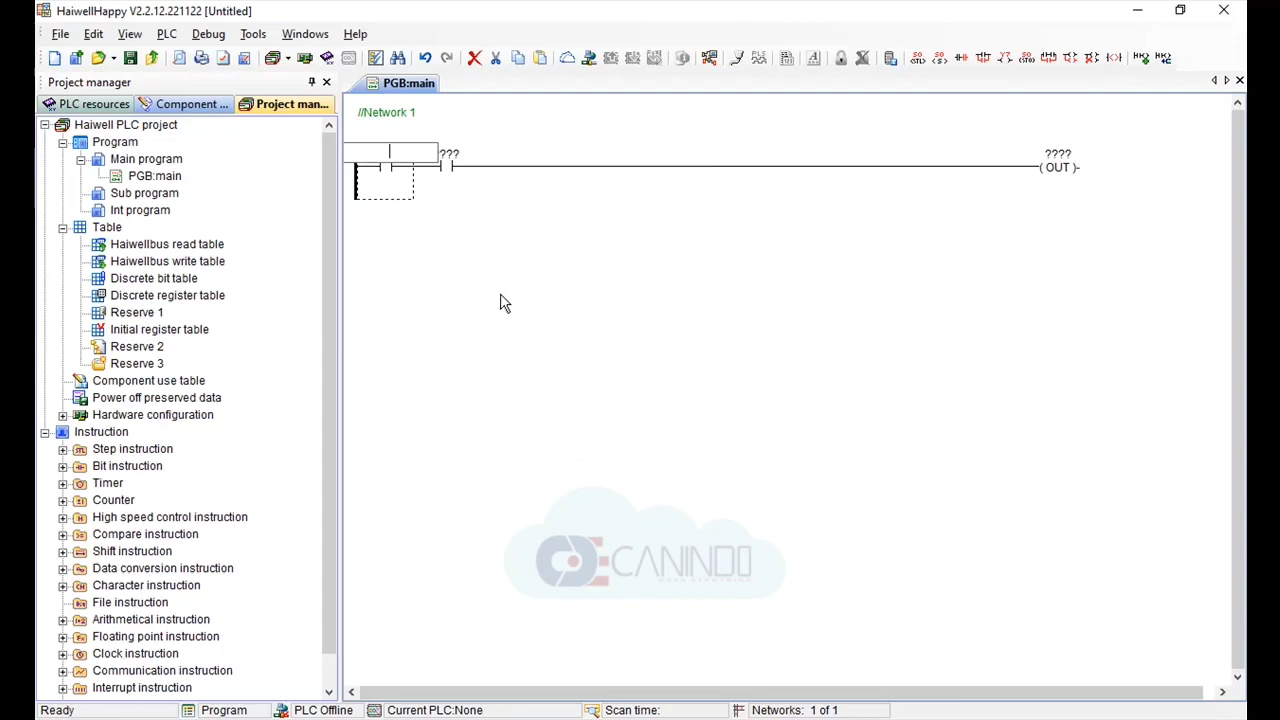 HaiwellHappy V2.2.12.221122 [Untitled]
File Edit View PLC Debug Tools Windows Help
Project manager
PLC resources Component ... Project man...
Haiwell PLC project
Program
Main program
PGB:main
Sub program
Int program
Table
Haiwellbus read table
Haiwellbus write table
Discrete bit table
Discrete register table
Reserve 1
Initial register table
Reserve 2
Reserve 3
Component use table
Power off preserved data
Hardware configuration
Instruction
Step instruction
Bit instruction
Timer
Counter
High speed control instruction
Compare instruction
Shift instruction
Data conversion instruction
Character instruction
File instruction
Arithmetical instruction
Floating point instruction
Clock instruction
Communication instruction
Interrupt instruction
PGB:main
//Network 1
??? ????
( OUT )-
CANINDO
Ready Program PLC Offline Current PLC:None Scan time: Networks: 1 of 1